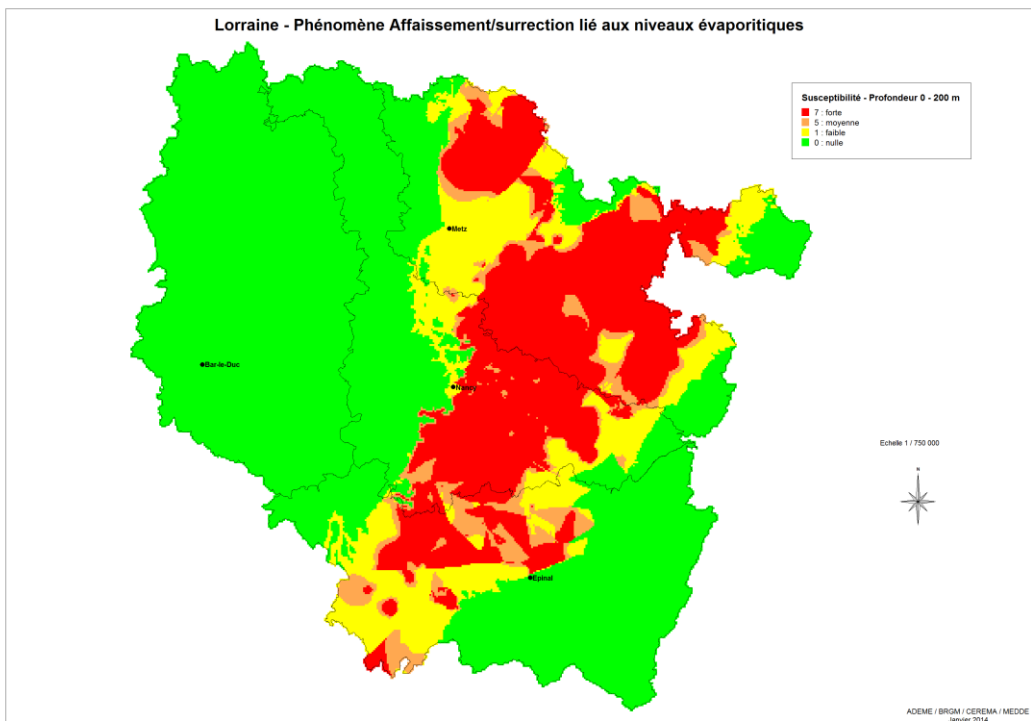 Lorraine - Phénomène Affaissement/surrection lié aux niveaux évaporitiques
Susceptibilité - Profondeur 0 - 200 m
7 : forte
5 : moyenne
1 : faible
0 : nulle
Metz
Bar-le-Duc
Nancy
Echelle 1 / 750 000
N
Epinal
ADEME / BRGM / CEREMA / MEDDE
Janvier 2014